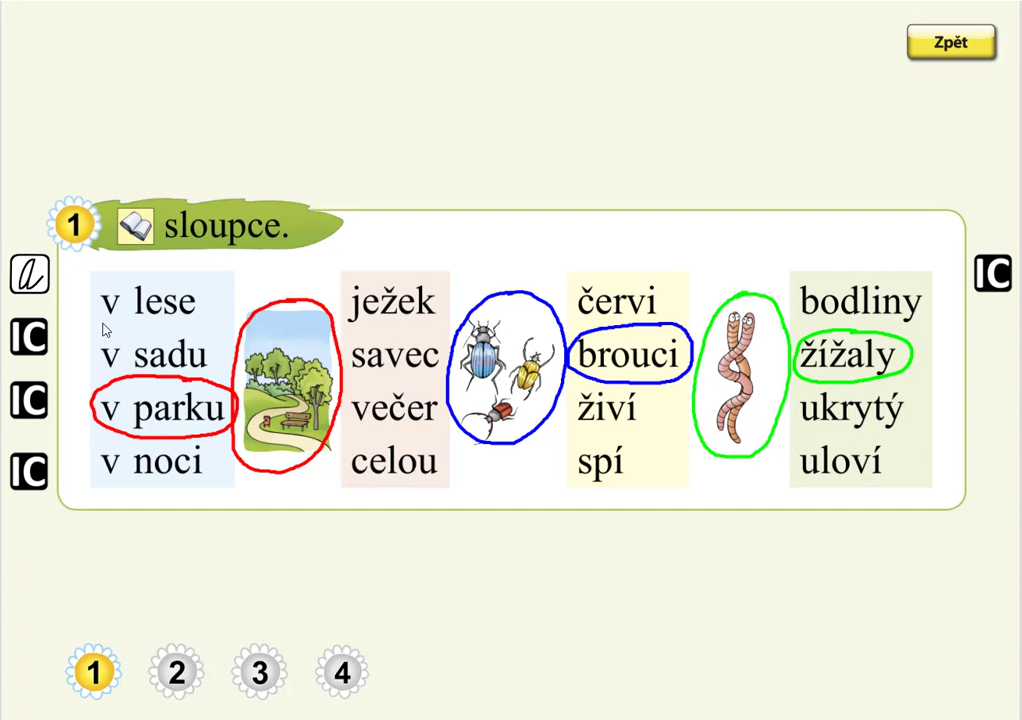 Zpět
1 sloupce.
a
IC
IC
IC
IC
v lese
v sadu
v parku
v noci
ježek
savec
večer
celou
červi
brouci
živí
spí
bodliny
žížaly
ukrytý
uloví
1 2 3 4